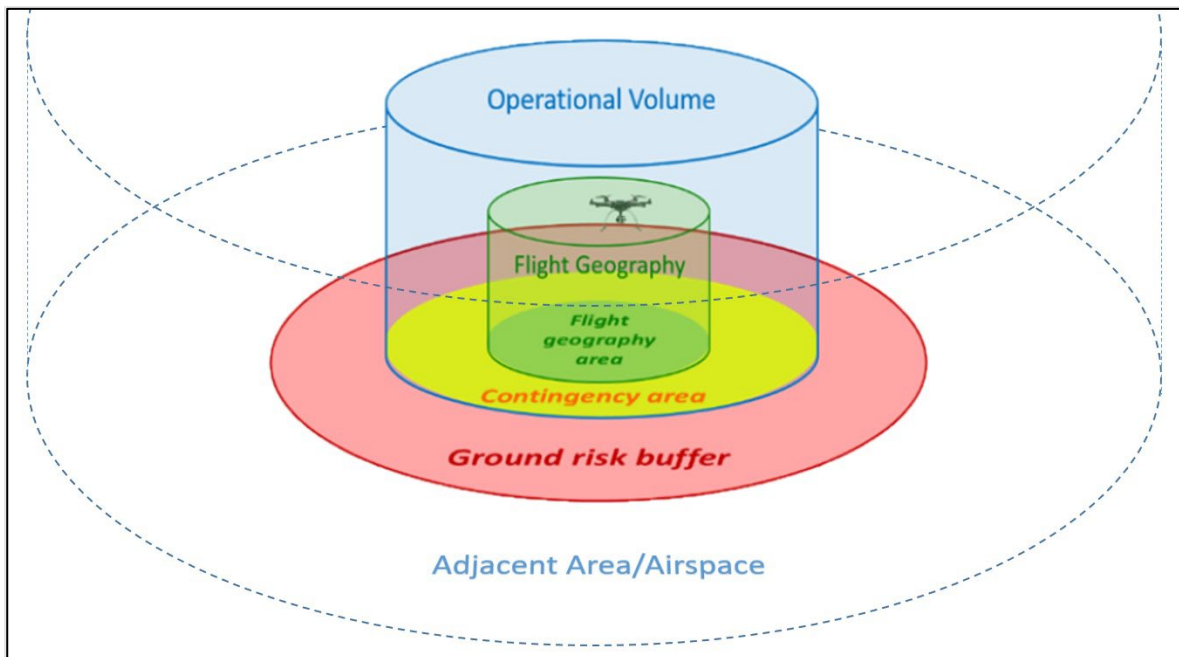 Operational Volume
Flight Geography
Flight
geography
area
Contingency area
Ground risk buffer
Adjacent Area/Airspace